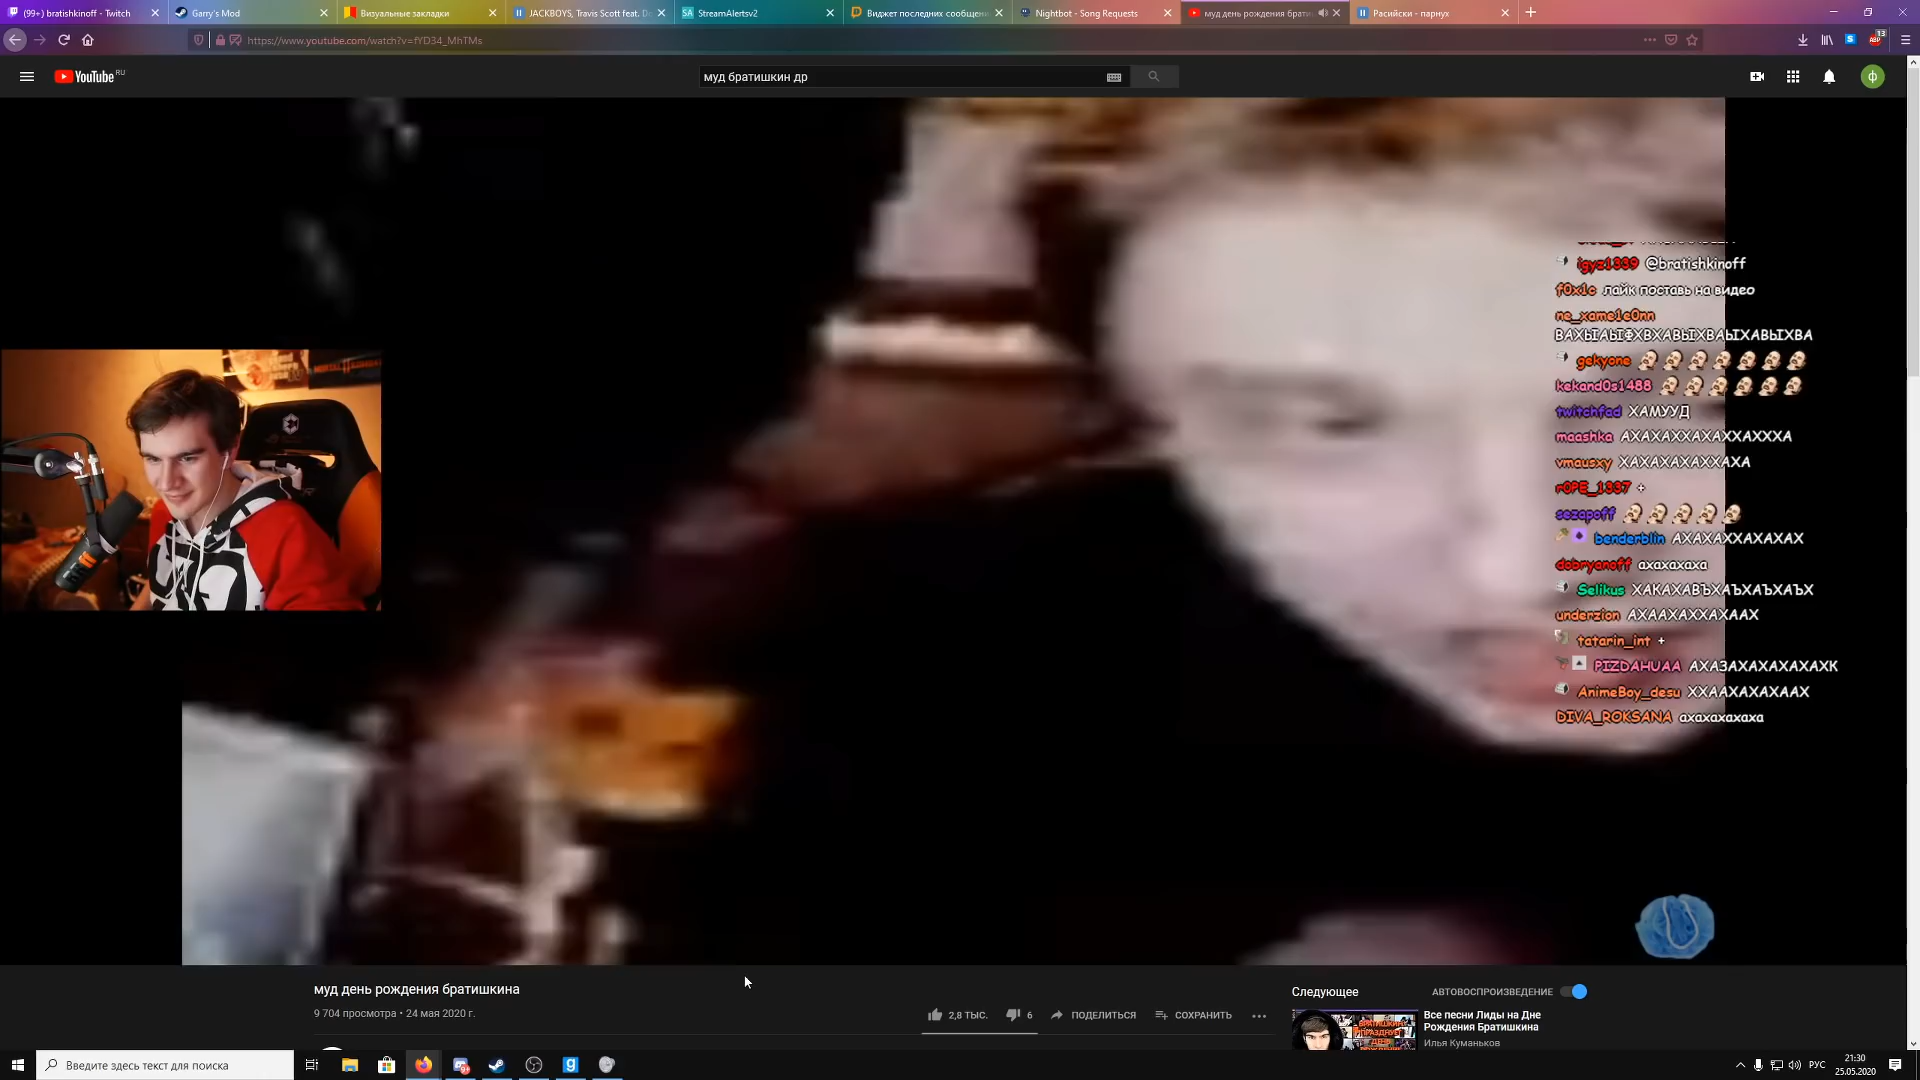 (99+) bratishkinoff - Twitch
Garry's Mod
Визуальные закладки
JACKBOYS, Travis Scott feat. D
StreamAlertsv2
Виджет последних сообщени
Nightbot - Song Requests
муд день рождения брати
Расийски - парнух
https://www.youtube.com/watch?v=fYD34_MhTMs
13
YouTube RU
муд братишкин др
ф
igyz1339 @bratishkinoff
f0x1c лайк поставь на видео
ne_xame1e0nn
ВАХЫАЫФХВХАВЫХВАЫХАВЫХВА
gekyone
kekand0s1488
twitchfad ХАМУУД
maashka АХАХАХХАХАХХАХХХА
vmausxy ХАХАХАХАХХАХА
r0PE_1337 +
sezapoff
benderblin АХАХАХХАХАХАХ
dobryanoff ахахахаха
Selikus ХАКАХАВЪХАЪХАЪХАЪХ
underzion АХААХАХХАХААХ
tatarin_int +
PIZDAHUAA АХАЗАХАХАХАХАХК
AnimeBoy_desu ХХААХАХАХААХ
DIVA_ROKSANA ахахахахаха
муд день рождения братишкина
9 704 просмотра • 24 мая 2020 г.
2,8 ТЫС.
6
ПОДЕЛИТЬСЯ
СОХРАНИТЬ
Следующее
АВТОВОСПРОИЗВЕДЕНИЕ
Все песни Лиды на Дне
Рождения Братишкина
Илья Куманьков
Введите здесь текст для поиска
РУС
21:30
25.05.2020